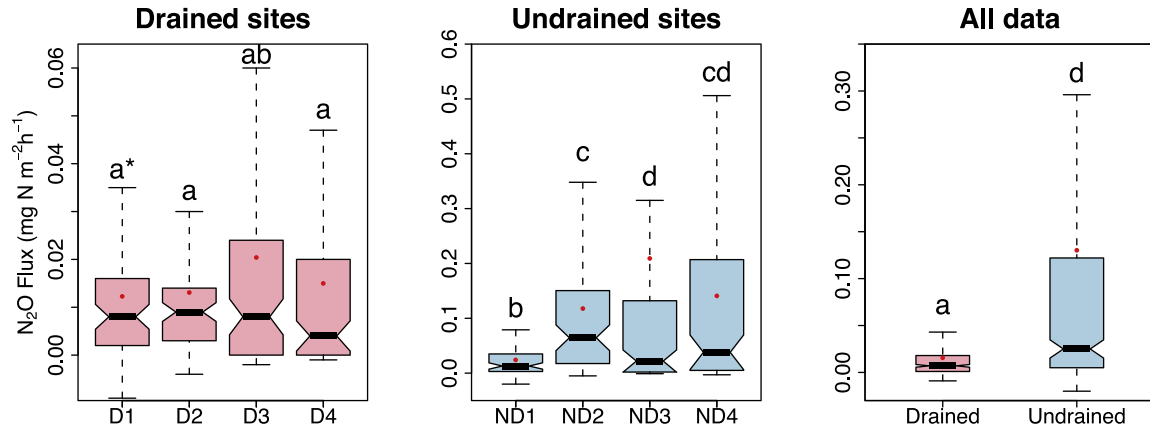 Drained sites
Undrained sites
All data
N₂O Flux (mg N m⁻²h⁻¹)
0.06
0.04
0.02
0.00
a*
a
ab
a
D1 D2 D3 D4
0.6
0.5
0.4
0.3
0.2
0.1
0.0
b
c
d
cd
ND1 ND2 ND3 ND4
0.30
0.20
0.10
0.00
a
d
Drained Undrained